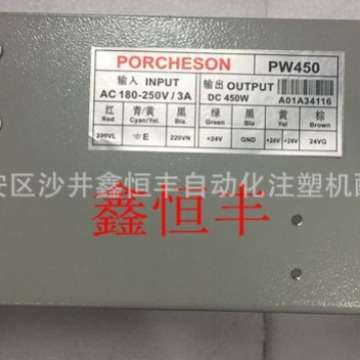 PORCHESON PW450
输入 INPUT 输出 OUTPUT
AC 180-250V / 3A DC 450W A01A34116
红 青/黄 黑 绿 黑 黄 棕
Red Cyan/Yel Bla Green Bla Yel Brown
220VL E 220VN +24V GND +24V +24V 24VG
安区沙井鑫恒丰自动化注塑机配
鑫恒丰